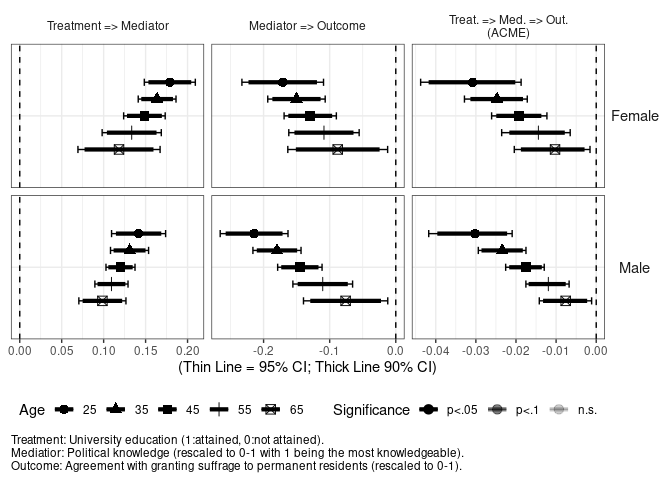 Treatment => Mediator
Mediator => Outcome
Treat. => Med. => Out.
(ACME)
Female
Male
0.00 0.05 0.10 0.15 0.20
-0.2 -0.1 0.0
-0.04 -0.03 -0.02 -0.01 0.00
(Thin Line = 95% CI; Thick Line 90% CI)
Age 25 35 45 55 65 Significance p<.05 p<.1 n.s.
Treatment: University education (1:attained, 0:not attained).
Mediatior: Political knowledge (rescaled to 0-1 with 1 being the most knowledgeable).
Outcome: Agreement with granting suffrage to permanent residents (rescaled to 0-1).